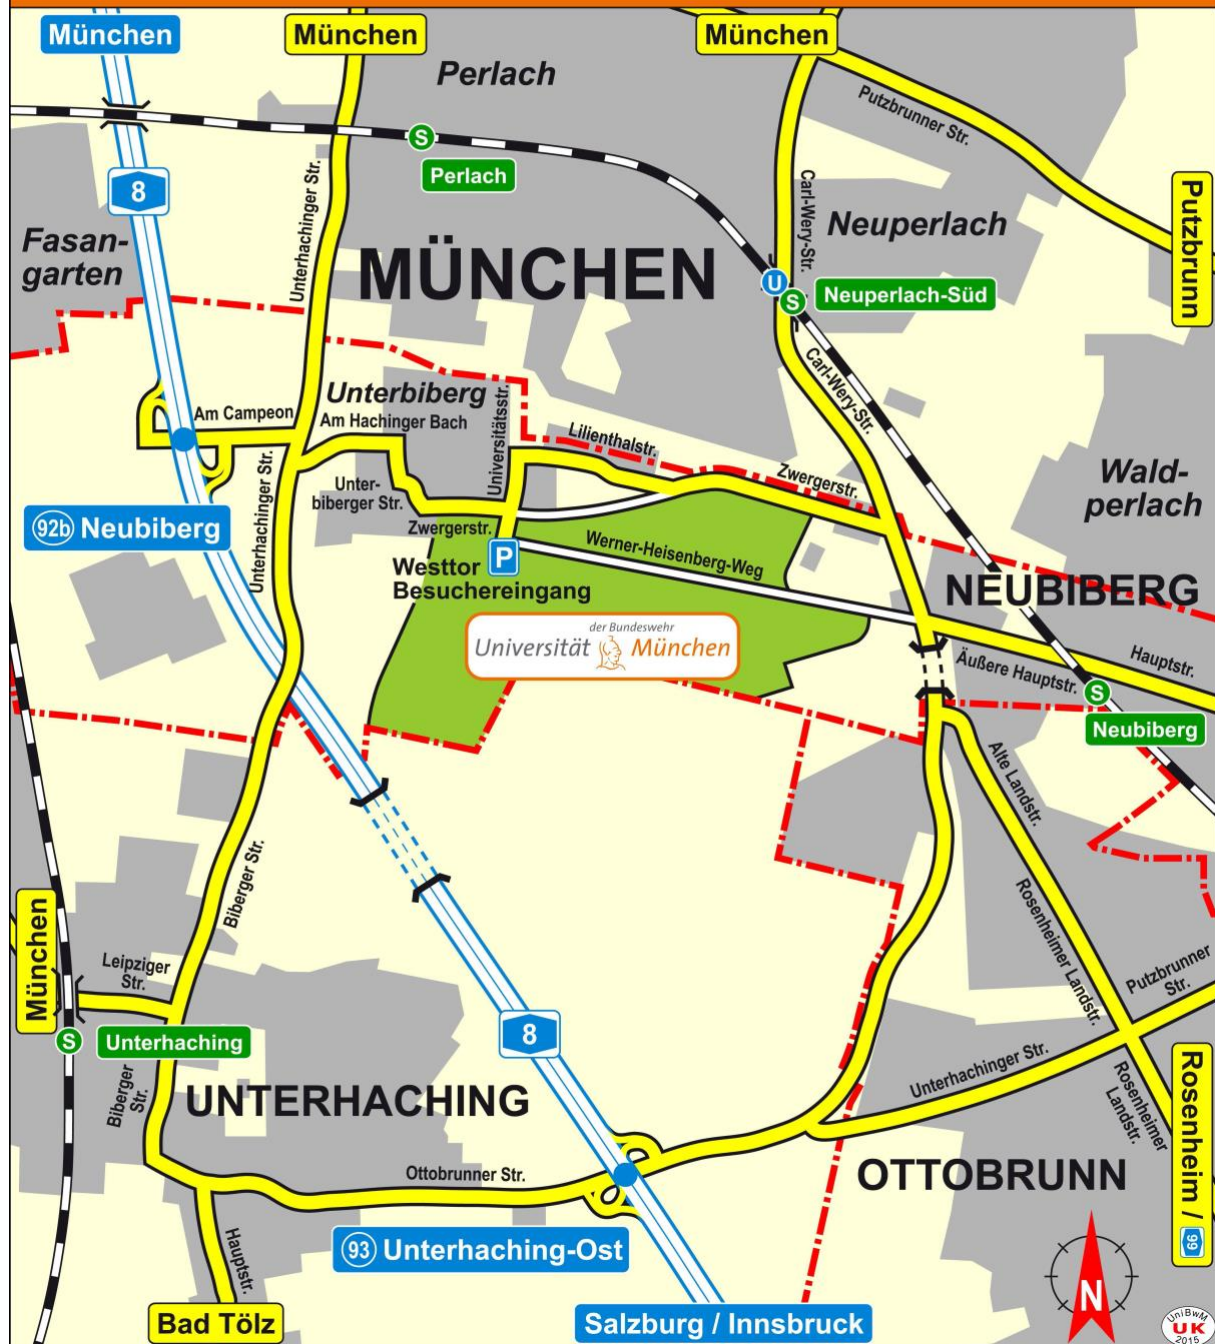 München
München
München
Perlach
Putzbrunner Str.
8
S
Perlach
Unterhachinger Str.
Carl-Wery-Str.
Putzbrunn
Fasan-
garten
Neuperlach
MÜNCHEN
U
S
Neuperlach-Süd
Carl-Wery-Str.
Unterbiberg
Am Campeon
Am Hachinger Bach
Universitätsstr.
Lilienthalstr.
Zwergerstr.
Wald-
perlach
Unterhachinger Str.
Unter-
biberger Str.
92b Neubiberg
Zwergerstr.
P
Werner-Heisenberg-Weg
Westtor
Besuchereingang
NEUBIBERG
der Bundeswehr
Universität München
Äußere Hauptstr.
Hauptstr.
S
Neubiberg
Alte Landstr.
Biberger Str.
Rosenheimer Landstr.
München
Leipziger
Str.
Putzbrunner
Str.
S
Unterhaching
8
Biberger
Str.
UNTERHACHING
Unterhachinger Str.
Rosenheimer
Landstr.
Rosenheim / 99
Ottobrunner Str.
OTTOBRUNN
Hauptstr.
93 Unterhaching-Ost
N
Bad Tölz
Salzburg / Innsbruck
UniBwM
UK
2015